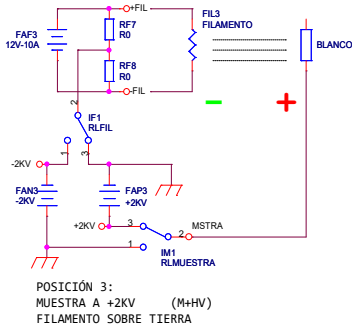 FAF3
12V-10A
+FIL
RF7
R0
RF8
R0
-FIL
FIL3
FILAMENTO
BLANCO
2
IF1
RLFIL
1
3
-2KV
FAN3
-2KV
FAP3
+2KV
+2KV
3
2
MSTRA
1
IM1
RLMUESTRA
POSICIÓN 3:
MUESTRA A +2KV (M+HV)
FILAMENTO SOBRE TIERRA